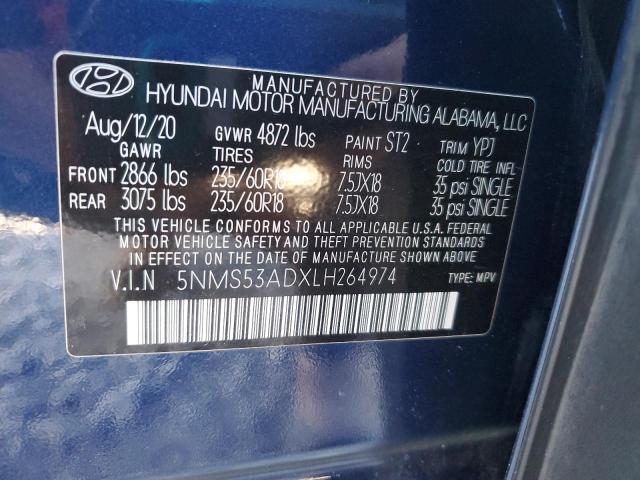 MANUFACTURED BY
HYUNDAI MOTOR MANUFACTURING ALABAMA, LLC
Aug/12/20 GVWR 4872 lbs PAINT ST2 TRIM YPJ
GAWR TIRES RIMS COLD TIRE INFL.
FRONT 2866 lbs 235/60R18 7.5JX18 35 psi SINGLE
REAR 3075 lbs 235/60R18 7.5JX18 35 psi SINGLE
THIS VEHICLE CONFORMS TO ALL APPLICABLE U.S.A. FEDERAL
MOTOR VEHICLE SAFETY AND THEFT PREVENTION STANDARDS
IN EFFECT ON THE DATE OF MANUFACTURE SHOWN ABOVE.
V.I.N 5NMS53ADXLH264974 TYPE: MPV